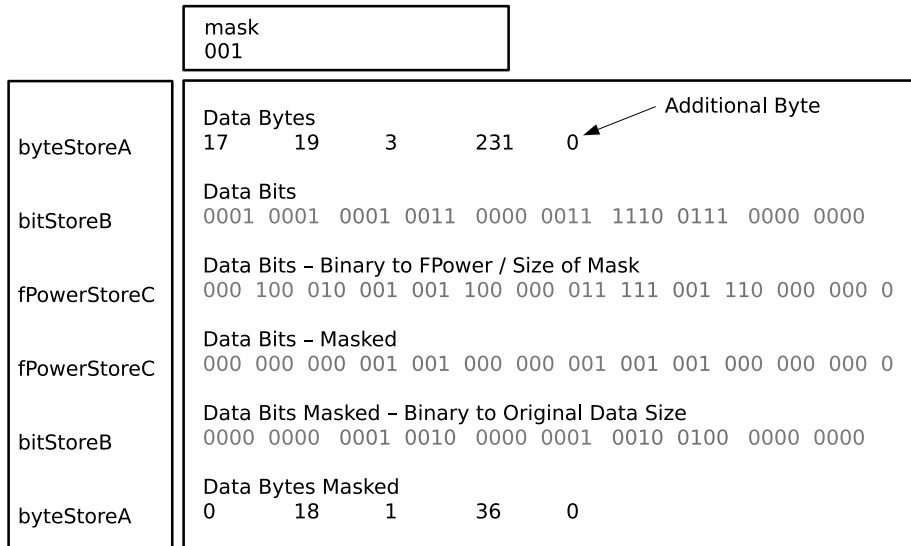 mask
001
Additional Byte
Data Bytes
byteStoreA 17 19 3 231 0
Data Bits
bitStoreB 0001 0001 0001 0011 0000 0011 1110 0111 0000 0000
Data Bits – Binary to FPower / Size of Mask
fPowerStoreC 000 100 010 001 001 100 000 011 111 001 110 000 000 0
Data Bits – Masked
fPowerStoreC 000 000 000 001 001 000 000 001 001 001 000 000 000 0
Data Bits Masked – Binary to Original Data Size
bitStoreB 0000 0000 0001 0010 0000 0001 0010 0100 0000 0000
Data Bytes Masked
byteStoreA 0 18 1 36 0